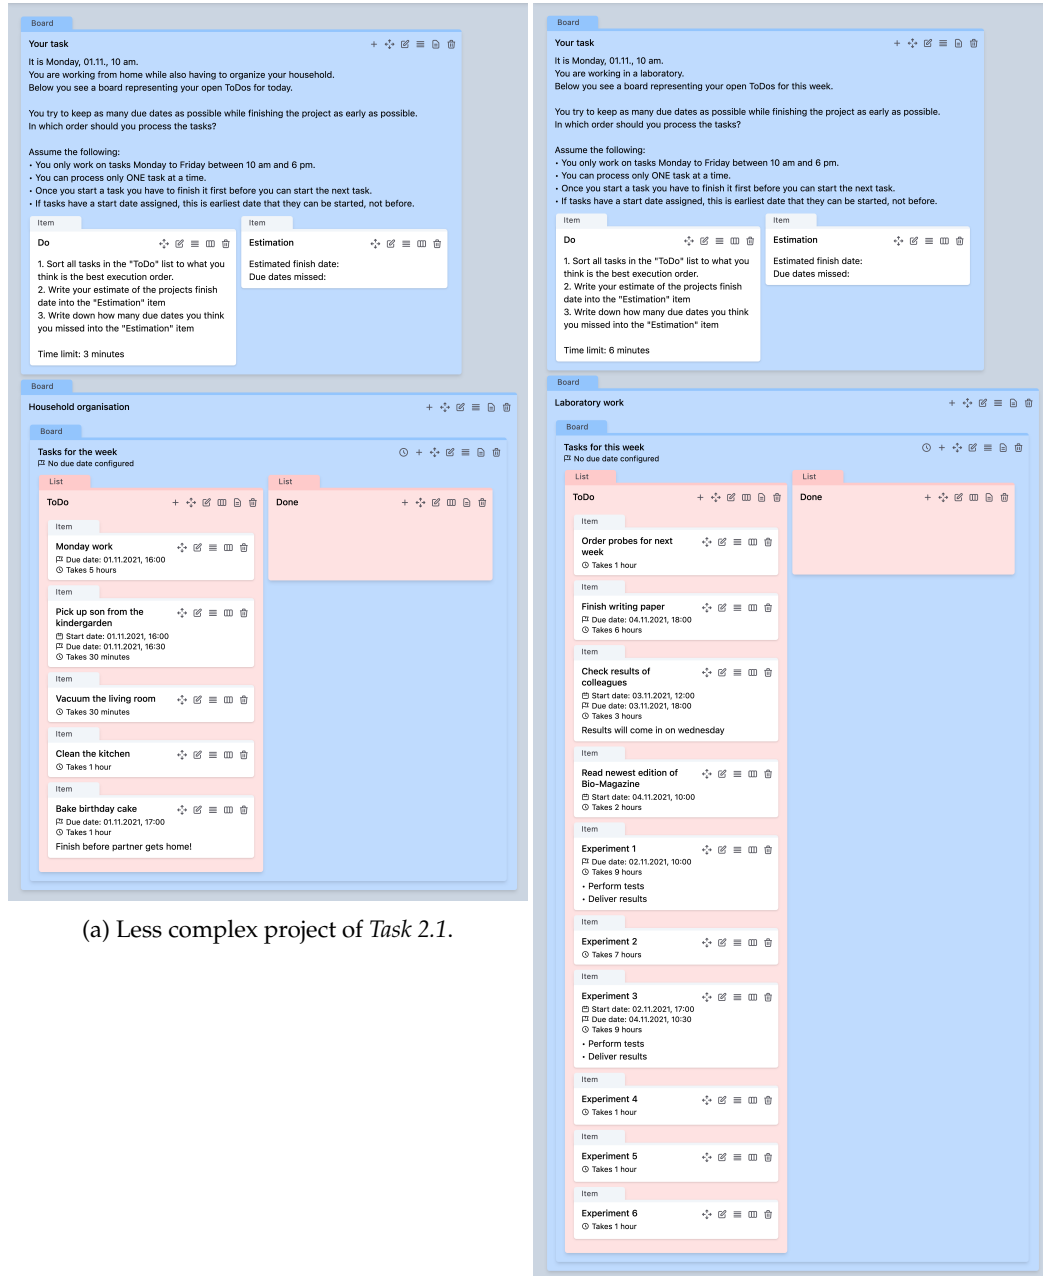 Board
Your task
It is Monday, 01.11., 10 am.
You are working from home while also having to organize your household.
Below you see a board representing your open ToDos for today.
You try to keep as many due dates as possible while finishing the project as early as possible.
In which order should you process the tasks?
Assume the following:
• You only work on tasks Monday to Friday between 10 am and 6 pm.
• You can process only ONE task at a time.
• Once you start a task you have to finish it first before you can start the next task.
• If tasks have a start date assigned, this is earliest date that they can be started, not before.
Item
Do
1. Sort all tasks in the "ToDo" list to what you
think is the best execution order.
2. Write your estimate of the projects finish
date into the "Estimation" item
3. Write down how many due dates you think
you missed into the "Estimation" item
Time limit: 3 minutes
Item
Estimation
Estimated finish date:
Due dates missed:
Board
Household organisation
Board
Tasks for the week
No due date configured
List
ToDo
Item
Monday work
Due date: 01.11.2021, 16:00
Takes 5 hours
Item
Pick up son from the
kindergarden
Start date: 01.11.2021, 16:00
Due date: 01.11.2021, 16:30
Takes 30 minutes
Item
Vacuum the living room
Takes 30 minutes
Item
Clean the kitchen
Takes 1 hour
Item
Bake birthday cake
Due date: 01.11.2021, 17:00
Takes 1 hour
Finish before partner gets home!
List
Done
(a) Less complex project of Task 2.1.
Board
Your task
It is Monday, 01.11., 10 am.
You are working in a laboratory.
Below you see a board representing your open ToDos for this week.
You try to keep as many due dates as possible while finishing the project as early as possible.
In which order should you process the tasks?
Assume the following:
• You only work on tasks Monday to Friday between 10 am and 6 pm.
• You can process only ONE task at a time.
• Once you start a task you have to finish it first before you can start the next task.
• If tasks have a start date assigned, this is earliest date that they can be started, not before.
Item
Do
1. Sort all tasks in the "ToDo" list to what you
think is the best execution order.
2. Write your estimate of the projects finish
date into the "Estimation" item
3. Write down how many due dates you think
you missed into the "Estimation" item
Time limit: 6 minutes
Item
Estimation
Estimated finish date:
Due dates missed:
Board
Laboratory work
Board
Tasks for this week
No due date configured
List
ToDo
Item
Order probes for next
week
Takes 1 hour
Item
Finish writing paper
Due date: 04.11.2021, 18:00
Takes 6 hours
Item
Check results of
colleagues
Start date: 03.11.2021, 12:00
Due date: 03.11.2021, 18:00
Takes 3 hours
Results will come in on wednesday
Item
Read newest edition of
Bio-Magazine
Start date: 04.11.2021, 10:00
Takes 2 hours
Item
Experiment 1
Due date: 02.11.2021, 10:00
Takes 9 hours
• Perform tests
• Deliver results
Item
Experiment 2
Takes 7 hours
Item
Experiment 3
Start date: 02.11.2021, 17:00
Due date: 04.11.2021, 10:30
Takes 9 hours
• Perform tests
• Deliver results
Item
Experiment 4
Takes 1 hour
Item
Experiment 5
Takes 1 hour
Item
Experiment 6
Takes 1 hour
List
Done